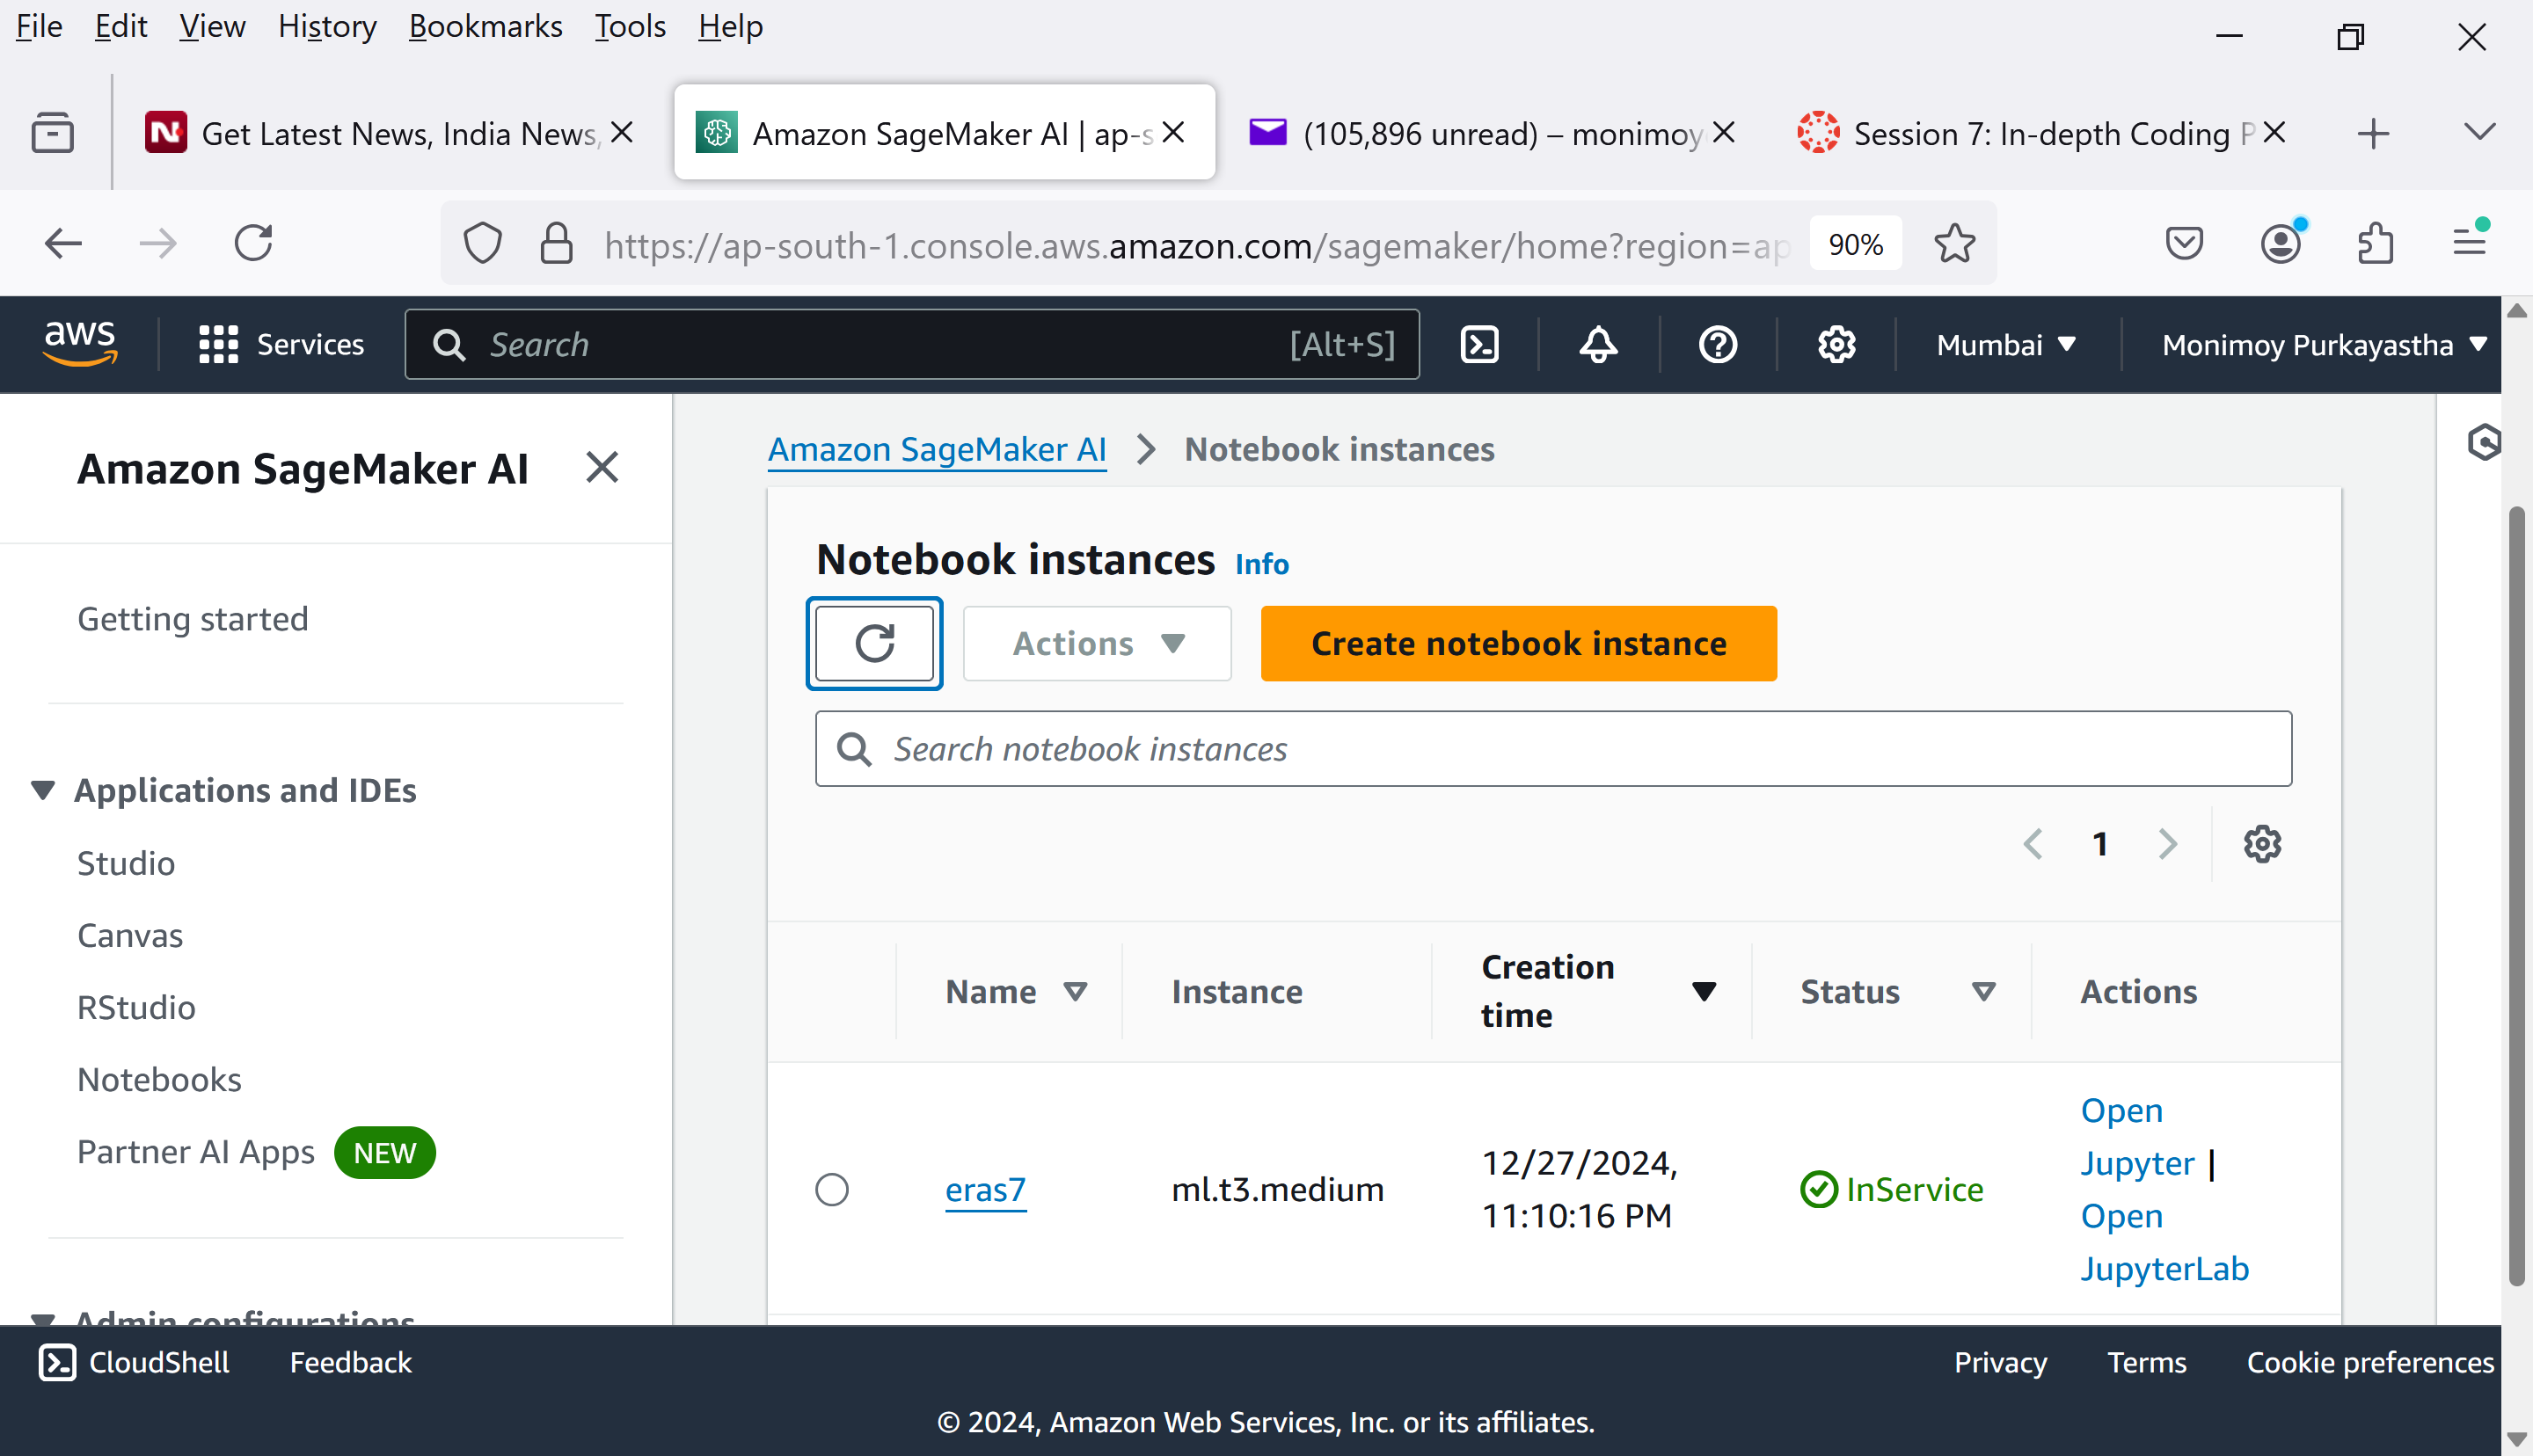 File Edit View History Bookmarks Tools Help
Get Latest News, India News,
Amazon SageMaker AI | ap-s
(105,896 unread) – monimoy
Session 7: In-depth Coding P
https://ap-south-1.console.aws.amazon.com/sagemaker/home?region=ap
90%
aws
Services
Search
[Alt+S]
Mumbai
Monimoy Purkayastha
Amazon SageMaker AI
Getting started
Applications and IDEs
Studio
Canvas
RStudio
Notebooks
Partner AI Apps NEW
Admin configurations
Amazon SageMaker AI > Notebook instances
Notebook instances Info
Actions
Create notebook instance
Search notebook instances
1
Name Instance Creation time Status Actions
eras7
ml.t3.medium
12/27/2024,
11:10:16 PM
InService
Open
Jupyter |
Open
JupyterLab
CloudShell Feedback
Privacy Terms Cookie preferences
© 2024, Amazon Web Services, Inc. or its affiliates.